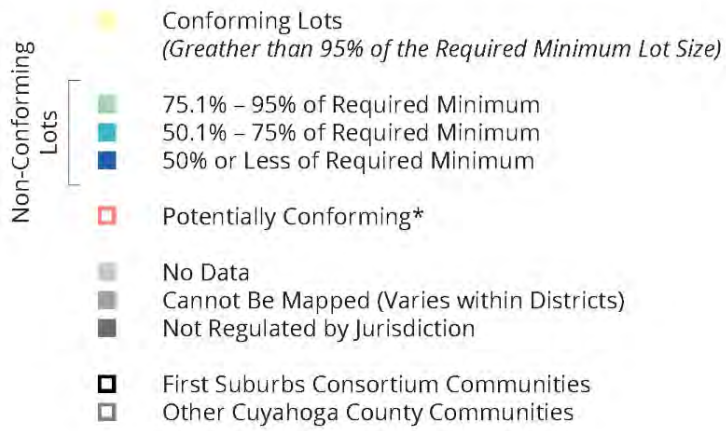 Conforming Lots
(Greather than 95% of the Required Minimum Lot Size)
Non-Conforming
Lots
75.1% – 95% of Required Minimum
50.1% – 75% of Required Minimum
50% or Less of Required Minimum
Potentially Conforming*
No Data
Cannot Be Mapped (Varies within Districts)
Not Regulated by Jurisdiction
First Suburbs Consortium Communities
Other Cuyahoga County Communities